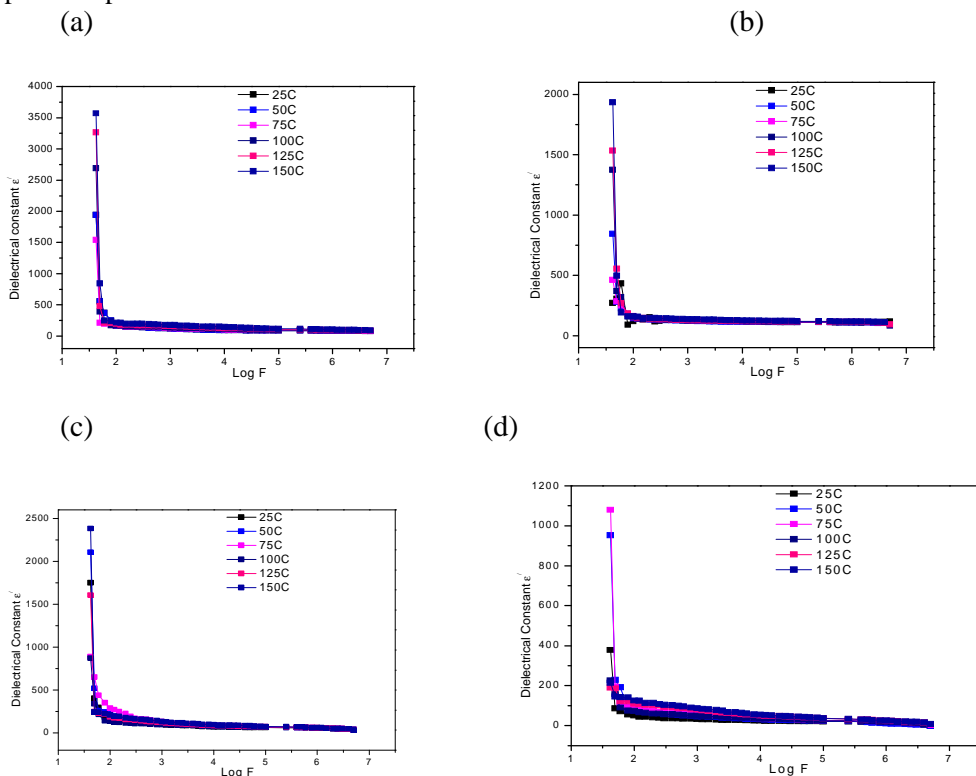 (a)
(b)
4000
3500
3000
2500
2000
1500
1000
500
0
1 2 3 4 5 6 7
Dielectrical constant ε/
Log F
25C
50C
75C
100C
125C
150C
2000
1500
1000
500
0
1 2 3 4 5 6 7
Dielectrical Constant ε/
Log F
25C
50C
75C
100C
125C
150C
(c)
(d)
2500
2000
1500
1000
500
0
1 2 3 4 5 6 7
Dielectrical Constant ε/
Log F
25C
50C
75C
100C
125C
150C
1200
1000
800
600
400
200
0
1 2 3 4 5 6 7
Dielectrical Constant ε/
Log F
25C
50C
75C
100C
125C
150C